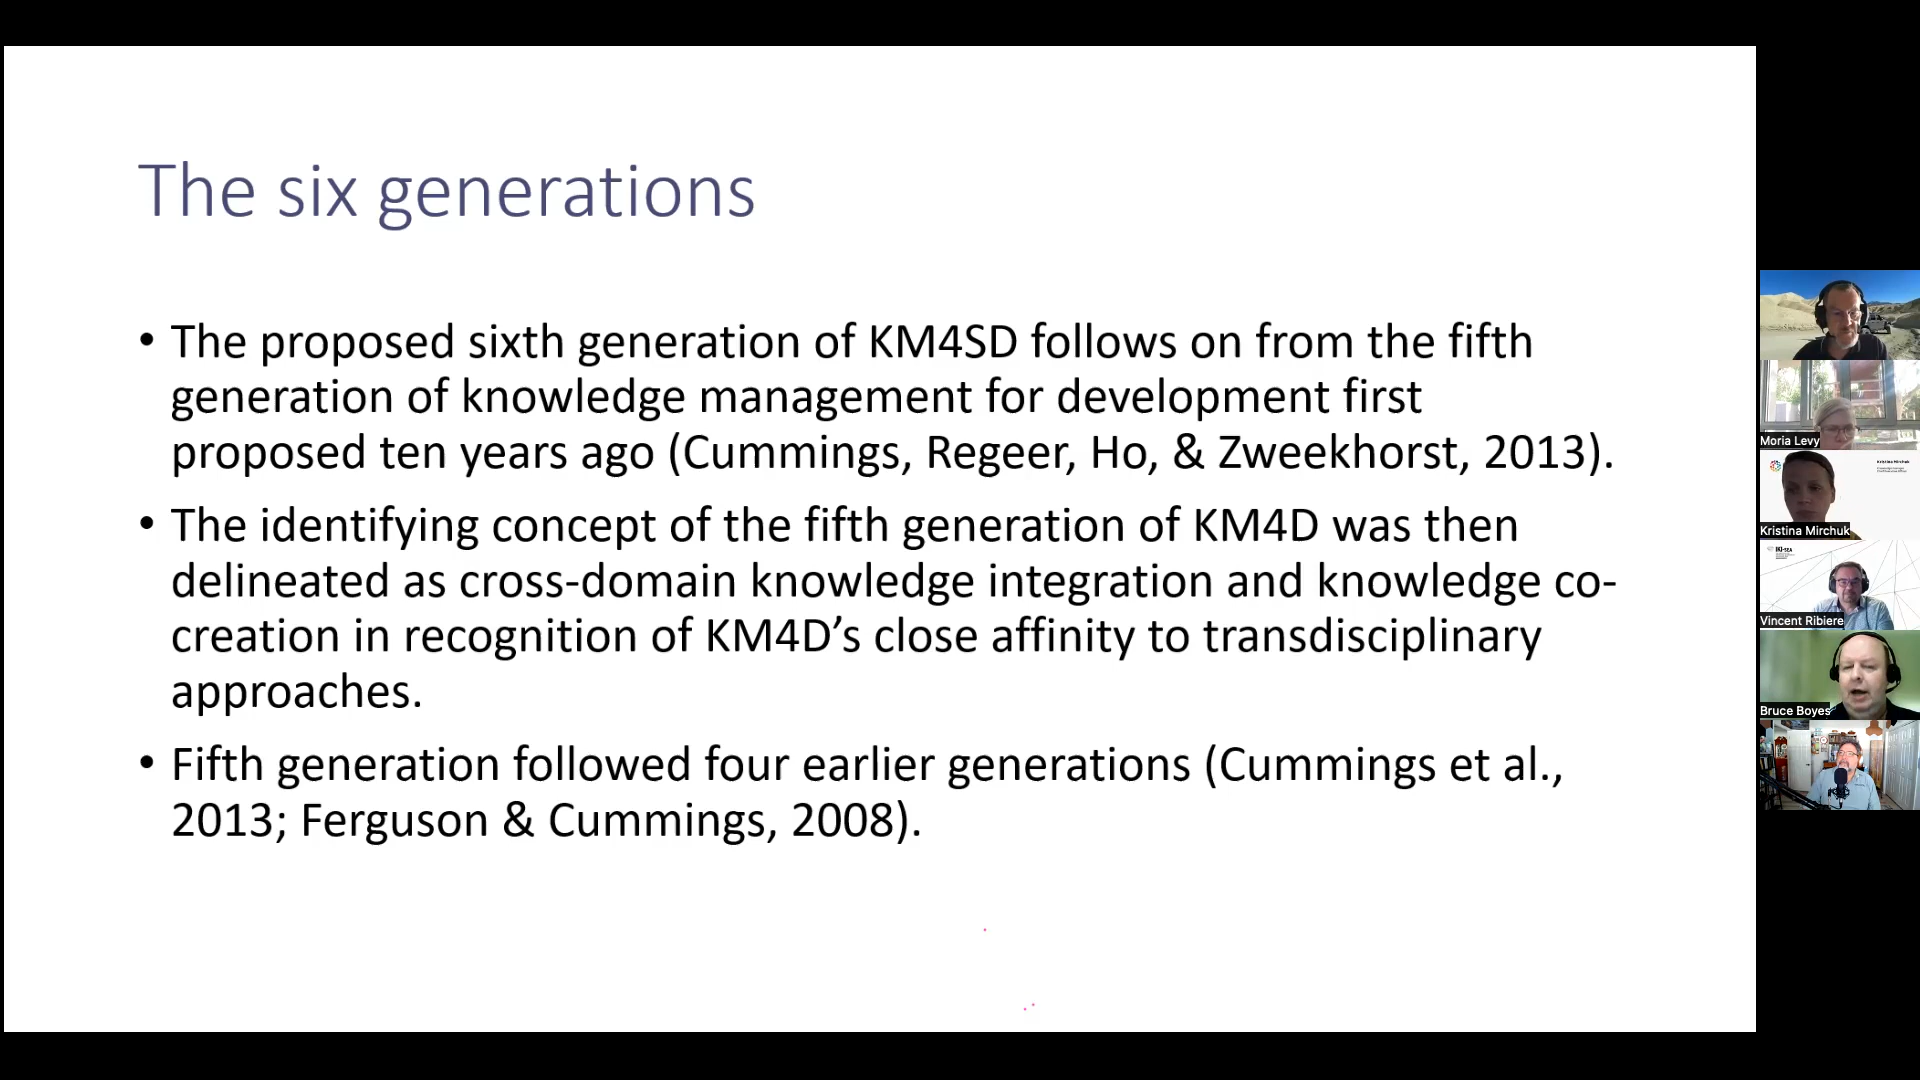 The six generations
• The proposed sixth generation of KM4SD follows on from the fifth
generation of knowledge management for development first
proposed ten years ago (Cummings, Regeer, Ho, & Zweekhorst, 2013).
• The identifying concept of the fifth generation of KM4D was then
delineated as cross-domain knowledge integration and knowledge co-
creation in recognition of KM4D’s close affinity to transdisciplinary
approaches.
• Fifth generation followed four earlier generations (Cummings et al.,
2013; Ferguson & Cummings, 2008).
Moria Levy
Kristina Mirchuk
Kristina Mirchuk
IKI-SEA
Vincent Ribiere
Bruce Boyes